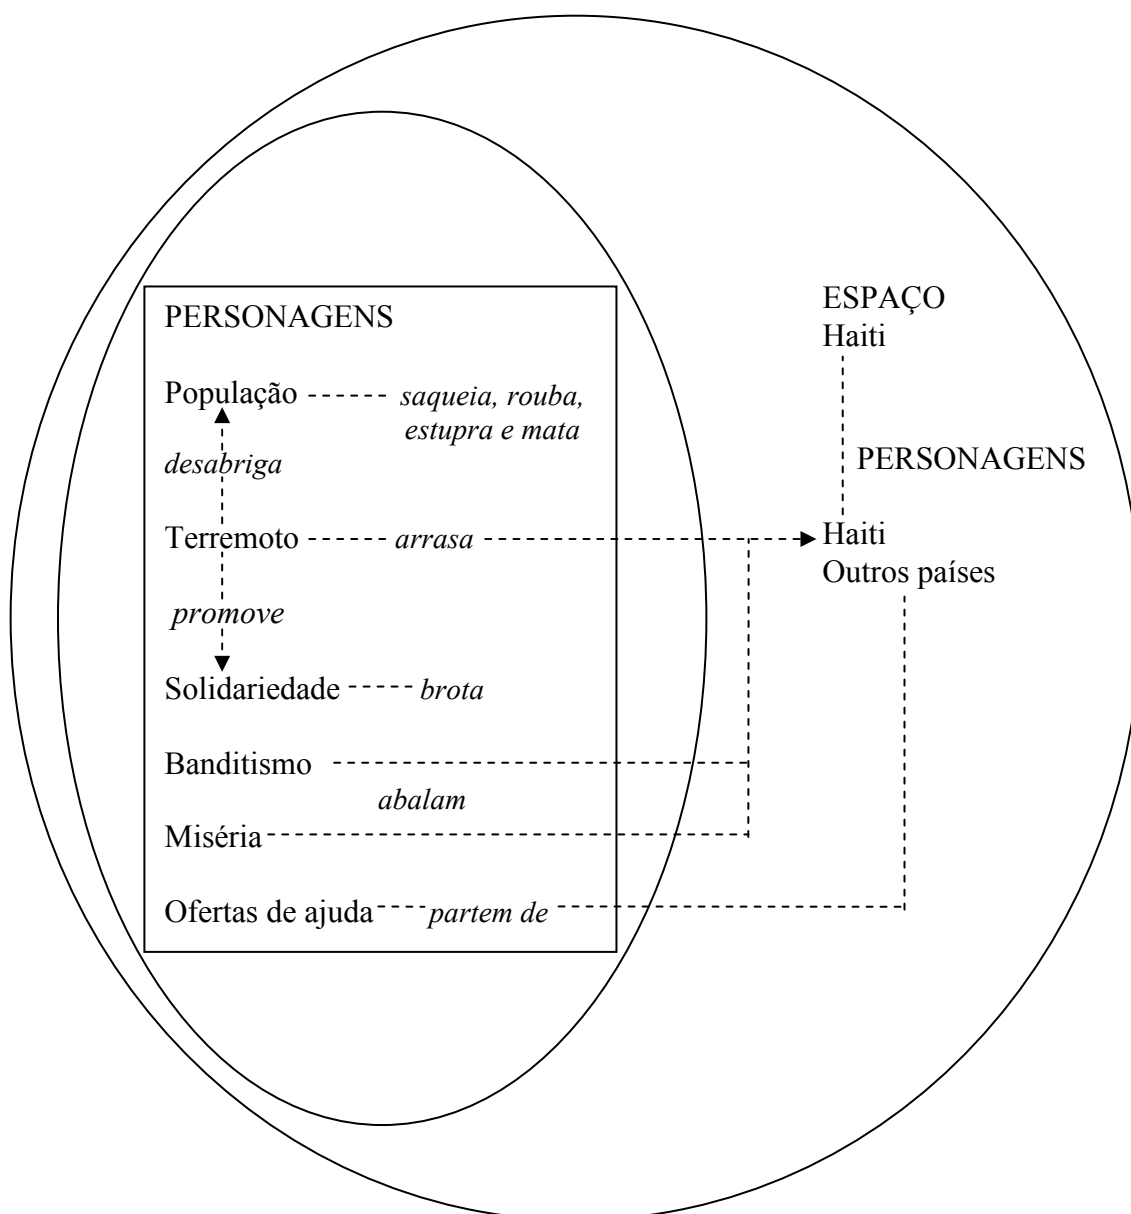 PERSONAGENS
População
saqueia, rouba,
estupra e mata
desabriga
Terremoto
arrasa
promove
Solidariedade
brota
Banditismo
abalam
Miséria
Ofertas de ajuda
partem de
ESPAÇO
Haiti
PERSONAGENS
Haiti
Outros países